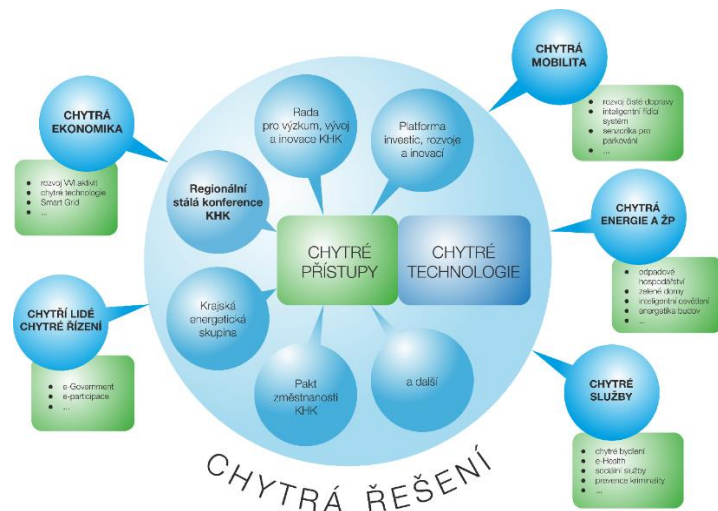 CHYTRÁ
MOBILITA
rozvoj čisté dopravy
inteligentní řídící
systém
senzorika pro
parkování
...
CHYTRÁ
EKONOMIKA
rozvoj VVI aktivit
chytré technologie
Smart Grid
...
Rada
pro výzkum, vývoj
a inovace KHK
Platforma
investic, rozvoje
a inovací
Regionální
stálá konference
KHK
CHYTRÉ
PŘÍSTUPY
CHYTRÉ
TECHNOLOGIE
CHYTRÁ
ENERGIE A ŽP
odpadové
hospodářství
zelené domy
inteligentní osvětlení
energetika budov
...
CHYTŘÍ LIDÉ
CHYTRÉ ŘÍZENÍ
e-Government
e-participace
...
Krajská
energetická
skupina
Pakt
změstnanosti
KHK
a další
CHYTRÉ
SLUŽBY
chytré bydlení
e-Health
sociální služby
prevence kriminality
...
CHYTRÁ ŘEŠENÍ